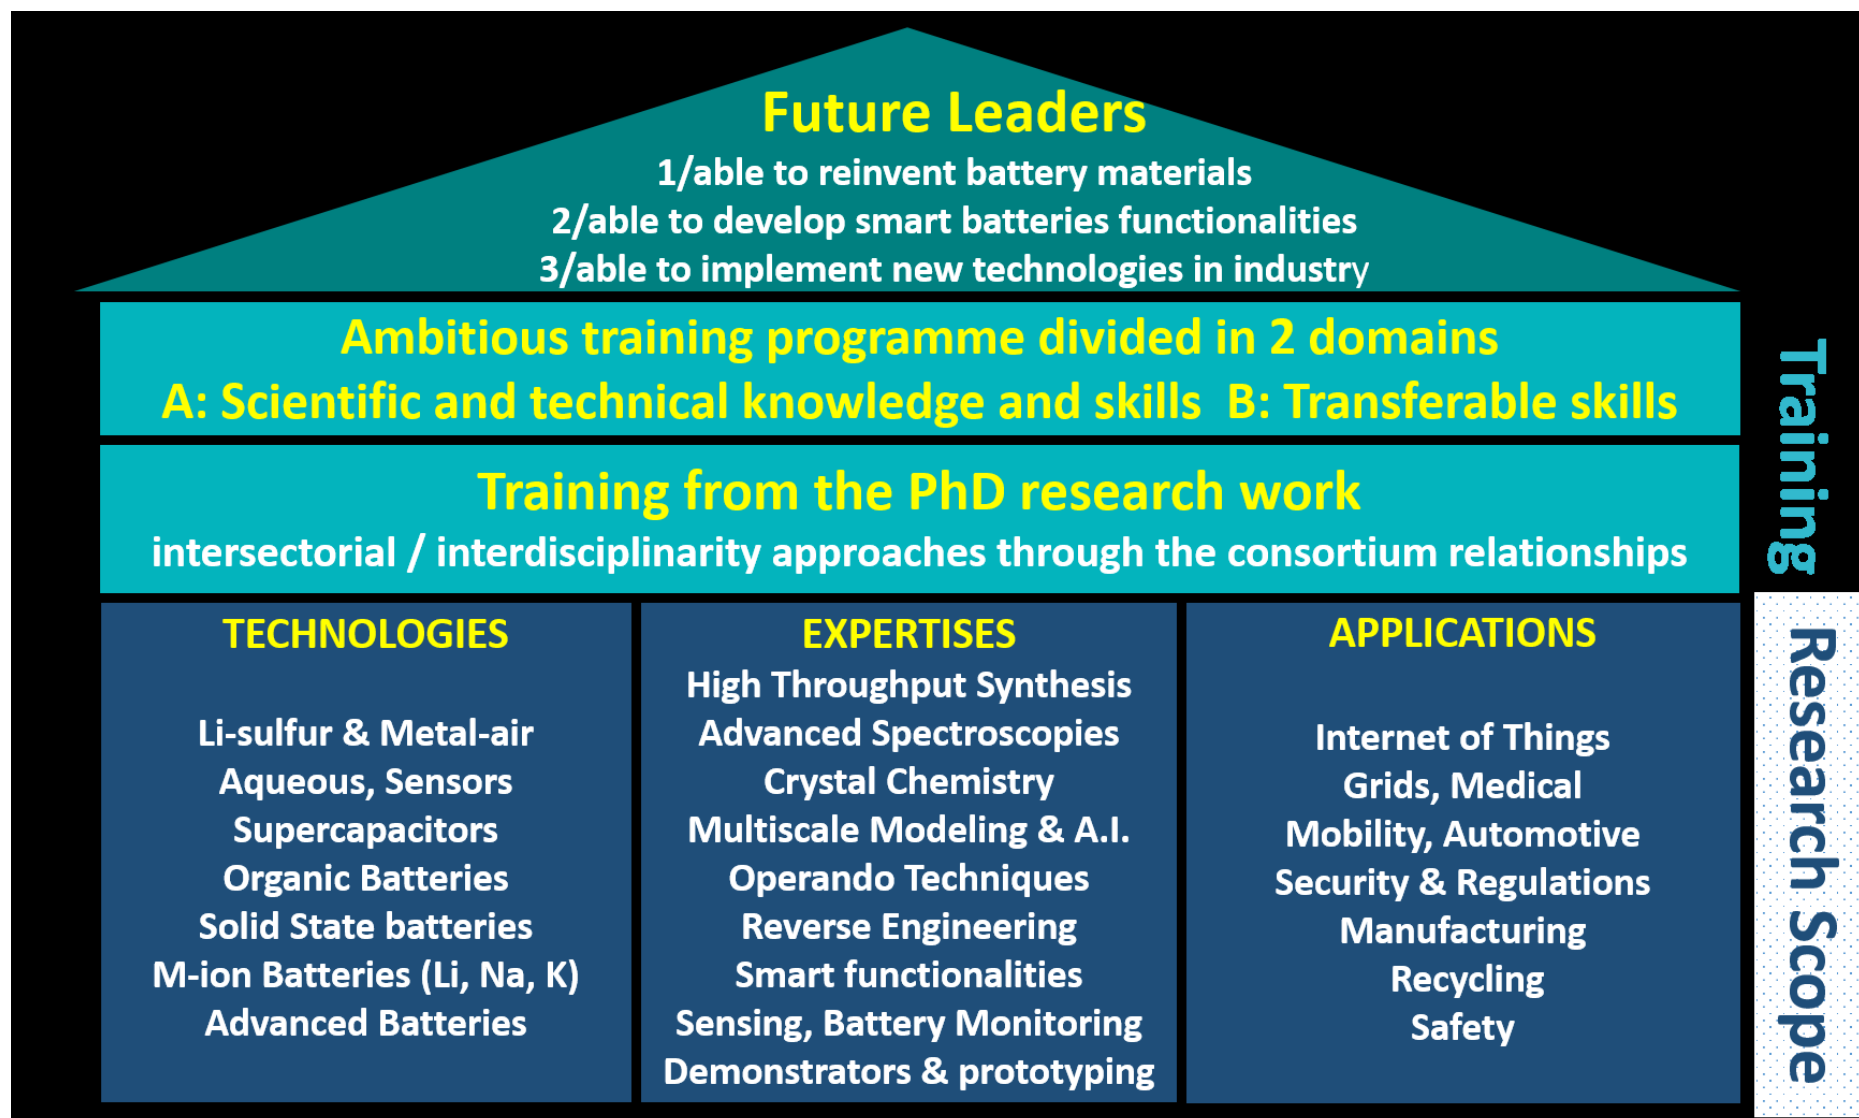 Future Leaders
1/able to reinvent battery materials
2/able to develop smart batteries functionalities
3/able to implement new technologies in industry
Ambitious training programme divided in 2 domains
A: Scientific and technical knowledge and skills  B: Transferable skills
Training from the PhD research work
intersectorial / interdisciplinarity approaches through the consortium relationships
Training
TECHNOLOGIES
Li-sulfur & Metal-air
Aqueous, Sensors
Supercapacitors
Organic Batteries
Solid State batteries
M-ion Batteries (Li, Na, K)
Advanced Batteries
EXPERTISES
High Throughput Synthesis
Advanced Spectroscopies
Crystal Chemistry
Multiscale Modeling & A.I.
Operando Techniques
Reverse Engineering
Smart functionalities
Sensing, Battery Monitoring
Demonstrators & prototyping
APPLICATIONS
Internet of Things
Grids, Medical
Mobility, Automotive
Security & Regulations
Manufacturing
Recycling
Safety
Research Scope